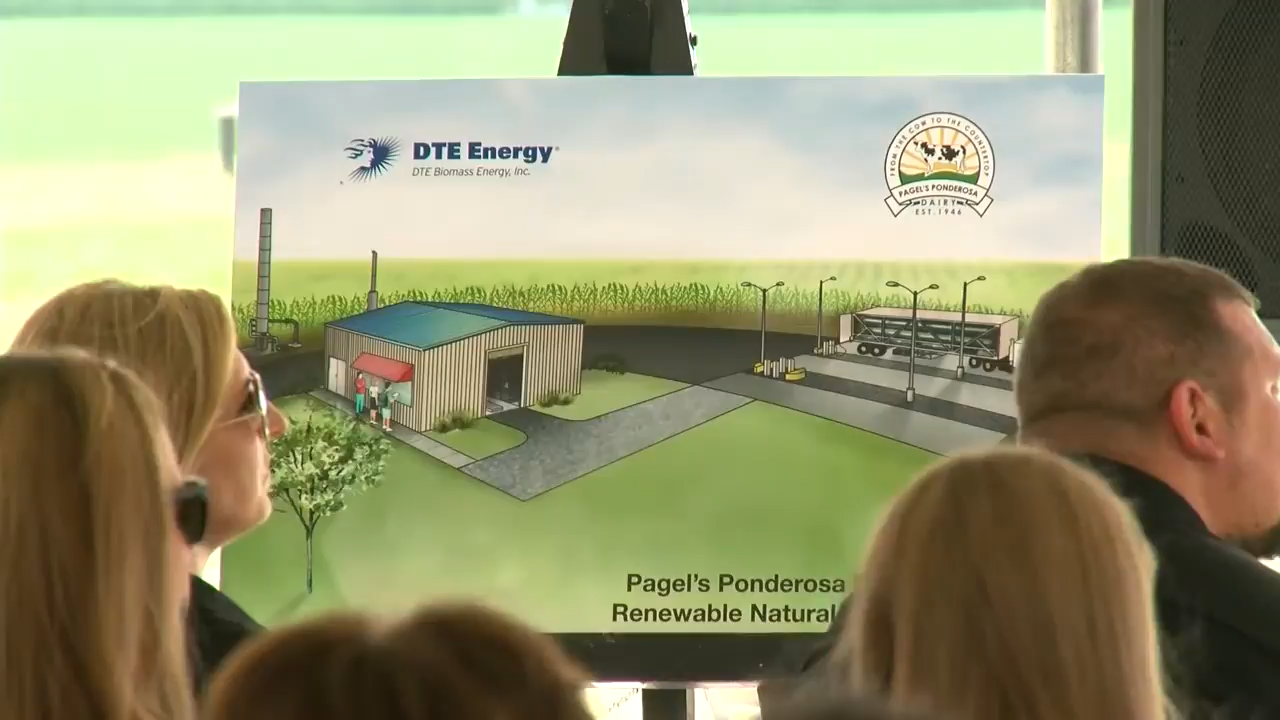 DTE Energy®
DTE Biomass Energy, Inc.
FROM THE COW TO THE COUNTERTOP
PAGEL'S PONDEROSA
DAIRY
EST. 1946
Pagel's Ponderosa
Renewable Natural